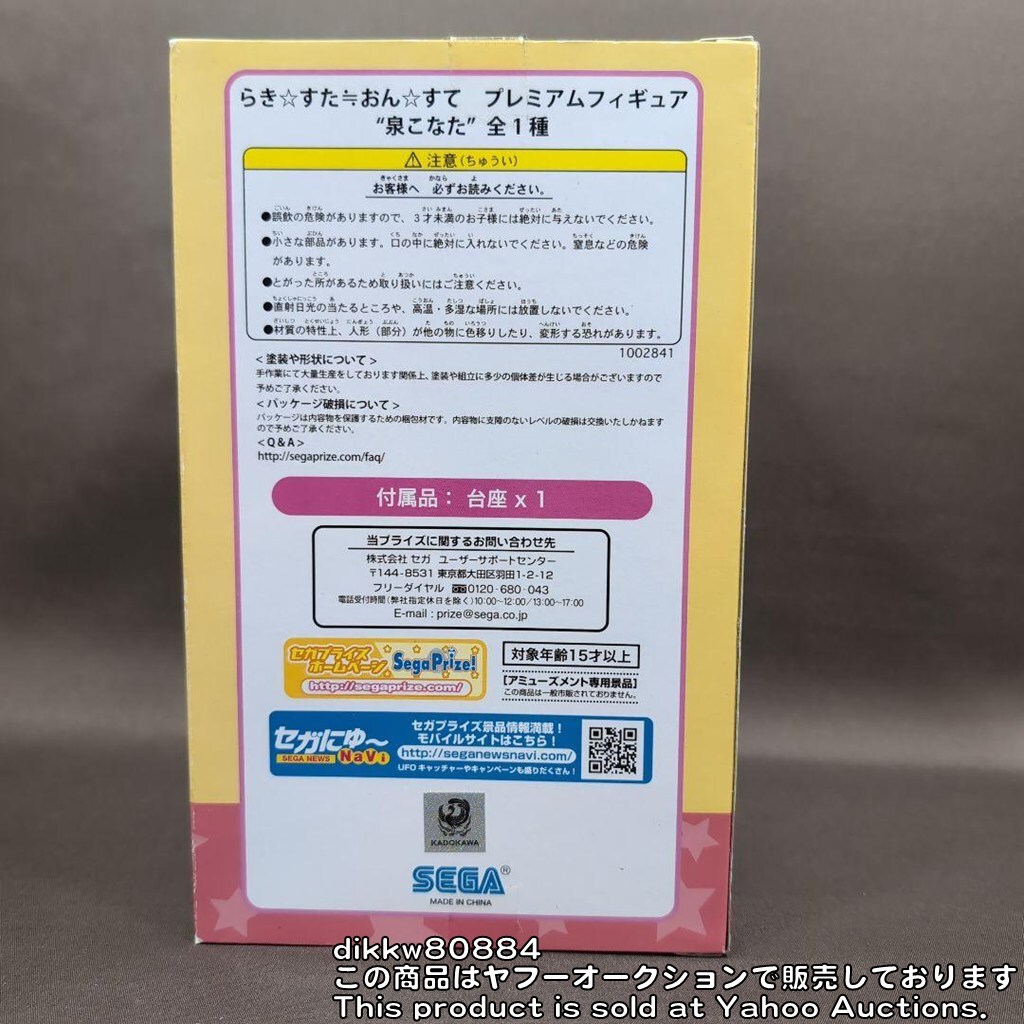 らき☆すた≒おん☆すて プレミアムフィギュア
“泉こなた” 全1種
⚠ 注意(ちゅうい)
お客様へ 必ずお読みください。
●誤飲の危険がありますので、3才未満のお子様には絶対に与えないでください。
●小さな部品があります。口の中に絶対に入れないでください。窒息などの危険
があります。
●とがった所があるため取り扱いにはご注意ください。
●直射日光の当たるところや、高温・多湿な場所には放置しないでください。
●材質の特性上、人形(部分)が他の物に色移りしたり、変形する恐れがあります。
1002841
<塗装や形状について>
手作業にて大量生産をしております関係上、塗装や組立に多少の個体差が生じる場合がございますので
予めご了承ください。
<パッケージ破損について>
パッケージは内容物を保護するための梱包材です。内容物に支障のないレベルの破損は交換いたしかねます
ので予めご了承ください。
<Q&A>
http://segaprize.com/faq/
付属品: 台座 x 1
当プライズに関するお問い合わせ先
株式会社 セガ ユーザーサポートセンター
〒144-8531 東京都大田区羽田1-2-12
フリーダイヤル 0120-680-043
電話受付時間(弊社指定休日を除く)10:00~12:00/13:00~17:00
E-mail : prize@sega.co.jp
セガプライズ
ホームページ SegaPrize!
http://segaprize.com/
対象年齢15才以上
[アミューズメント専用景品]
この商品は一般市販されておりません。
セガにゅ~
SEGA NEWS NaVi
セガプライズ景品情報満載!
モバイルサイトはこちら!
http://seganewsnavi.com/
UFOキャッチャーやキャンペーンも盛りだくさん!
KADOKAWA
SEGA®
MADE IN CHINA
dikkw80884
この商品はヤフーオークションで販売しております
This product is sold at Yahoo Auctions.